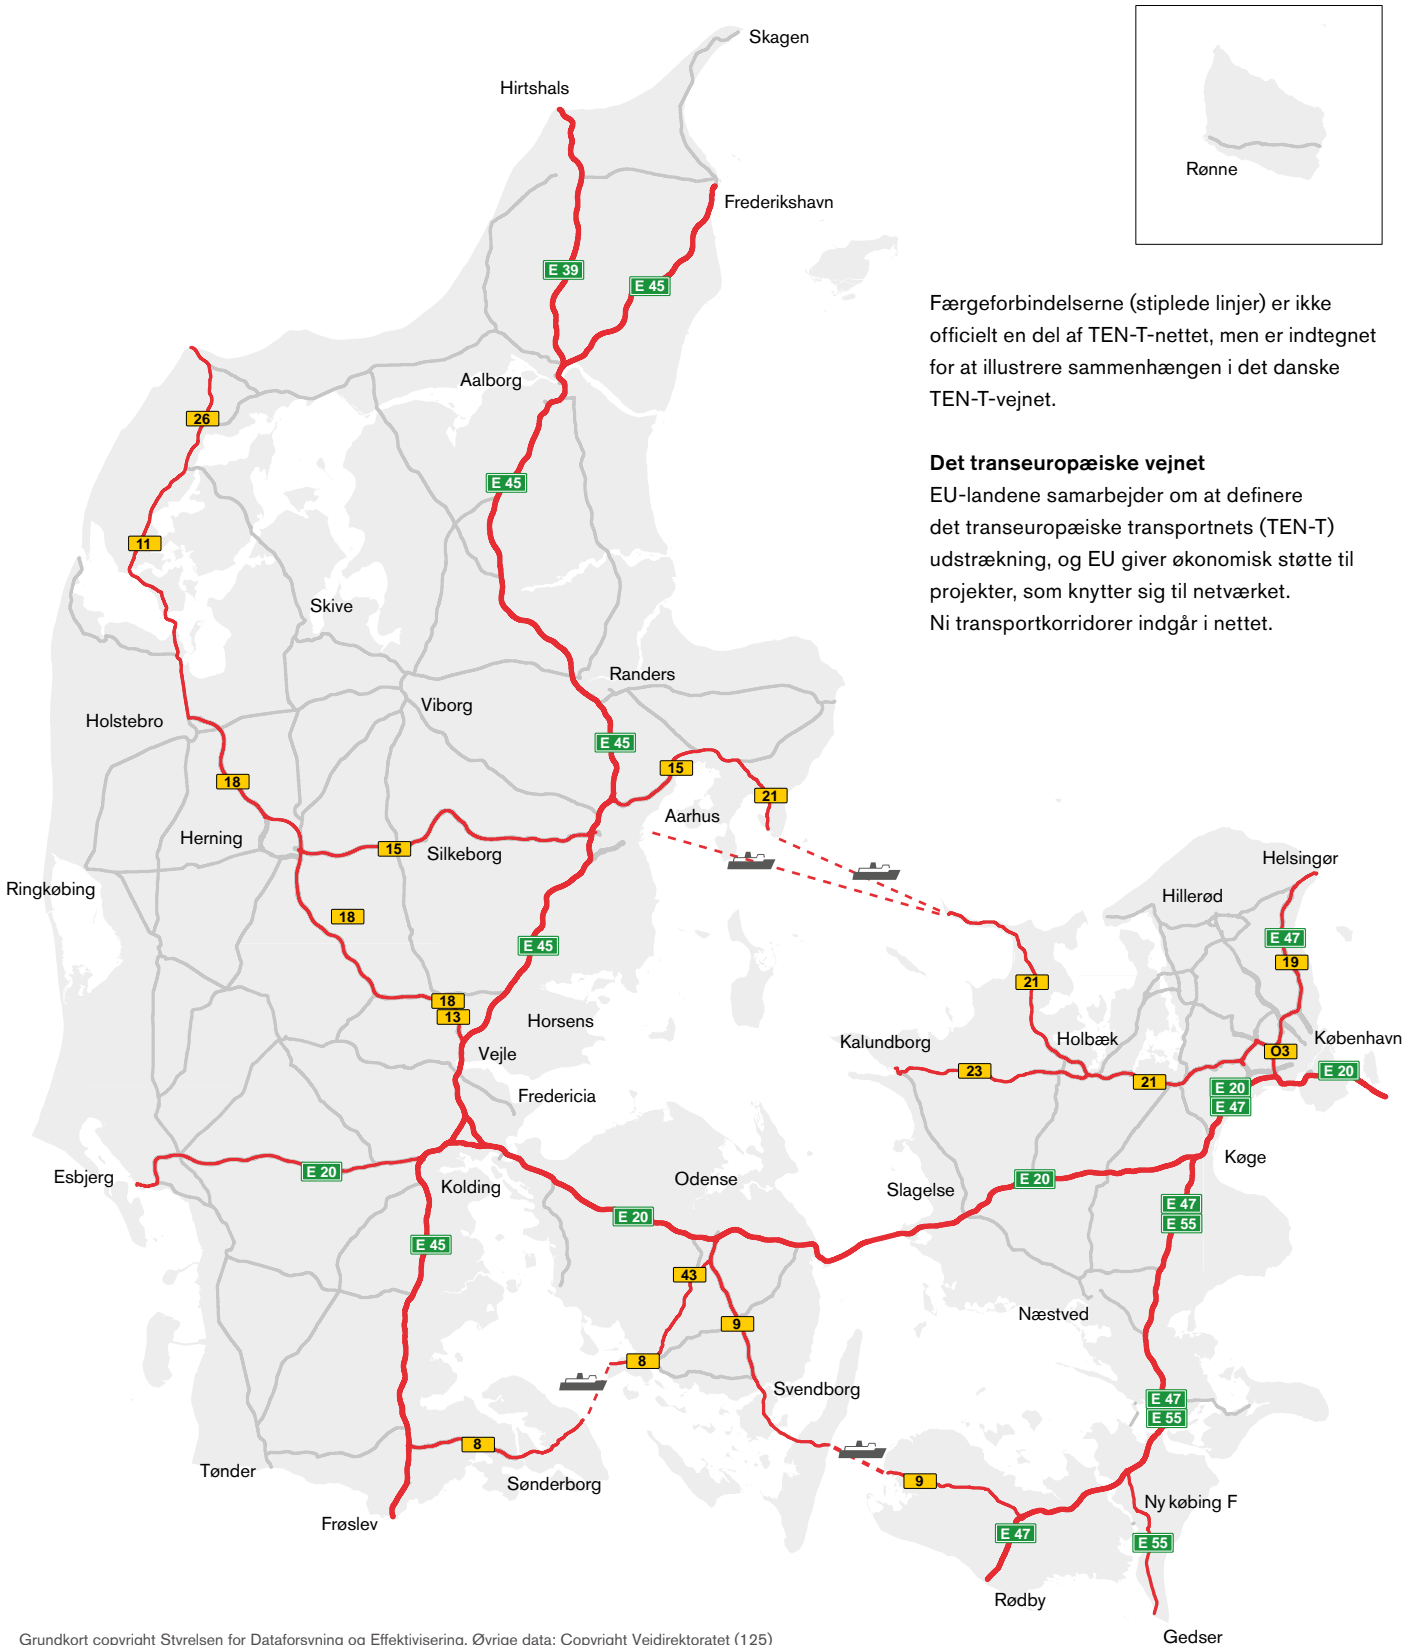 Skagen
Hirtshals
Rønne
Frederikshavn
E 39
E 45
Færgeforbindelserne (stiplede linjer) er ikke
officielt en del af TEN-T-nettet, men er indtegnet
for at illustrere sammenhængen i det danske
TEN-T-vejnet.
Aalborg
26
Det transeuropæiske vejnet
EU-landene samarbejder om at definere
det transeuropæiske transportnets (TEN-T)
udstrækning, og EU giver økonomisk støtte til
projekter, som knytter sig til netværket.
Ni transportkorridorer indgår i nettet.
E 45
11
Skive
Randers
Viborg
Holstebro
E 45
15
18
21
Aarhus
Herning
15
Silkeborg
Helsingør
Ringkøbing
Hillerød
18
E 47
E 45
19
21
18
13
Horsens
Kalundborg
Holbæk
København
Vejle
O3
23
E 20
21
E 20
E 47
Fredericia
Køge
Esbjerg
E 20
Odense
E 20
Kolding
Slagelse
E 47
E 55
E 20
E 45
43
Næstved
9
8
Svendborg
E 47
E 55
8
Tønder
9
Sønderborg
Nykøbing F
Frøslev
E 47
E 55
Rødby
Gedser
Grundkort copyright Styrelsen for Dataforsyning og Effektivisering. Øvrige data: Copyright Vejdirektoratet (125)